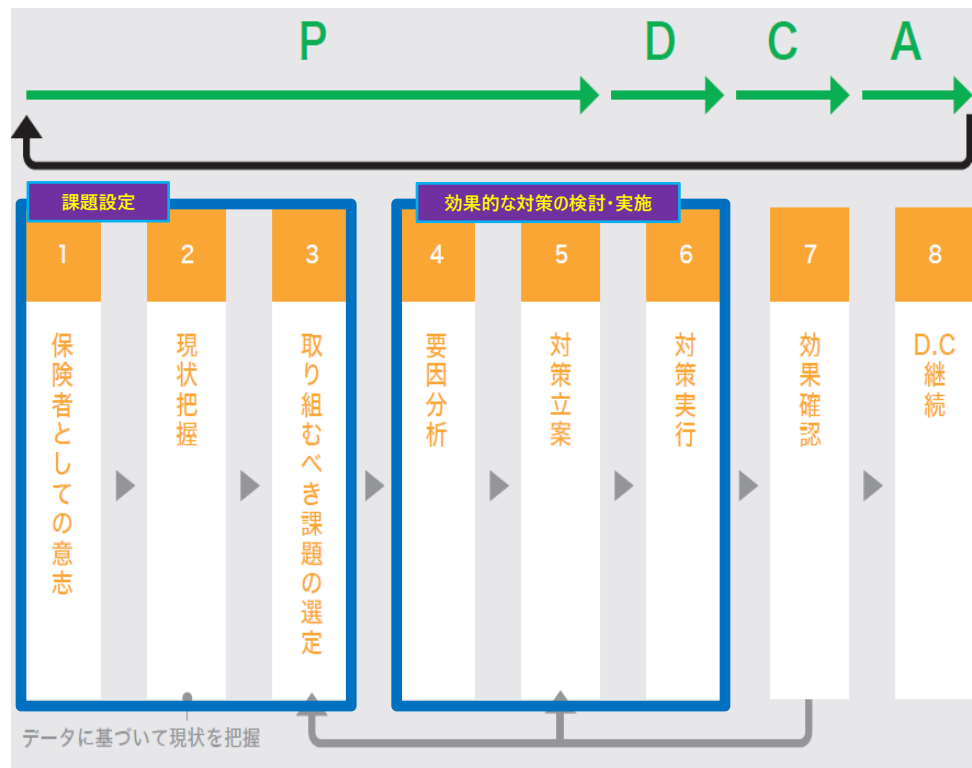 P
D
C
A
課題設定
効果的な対策の検討・実施
1
2
3
4
5
6
7
8
保険者としての意志
現状把握
取り組むべき課題の選定
要因分析
対策立案
対策実行
効果確認
D.C
継続
データに基づいて現状を把握